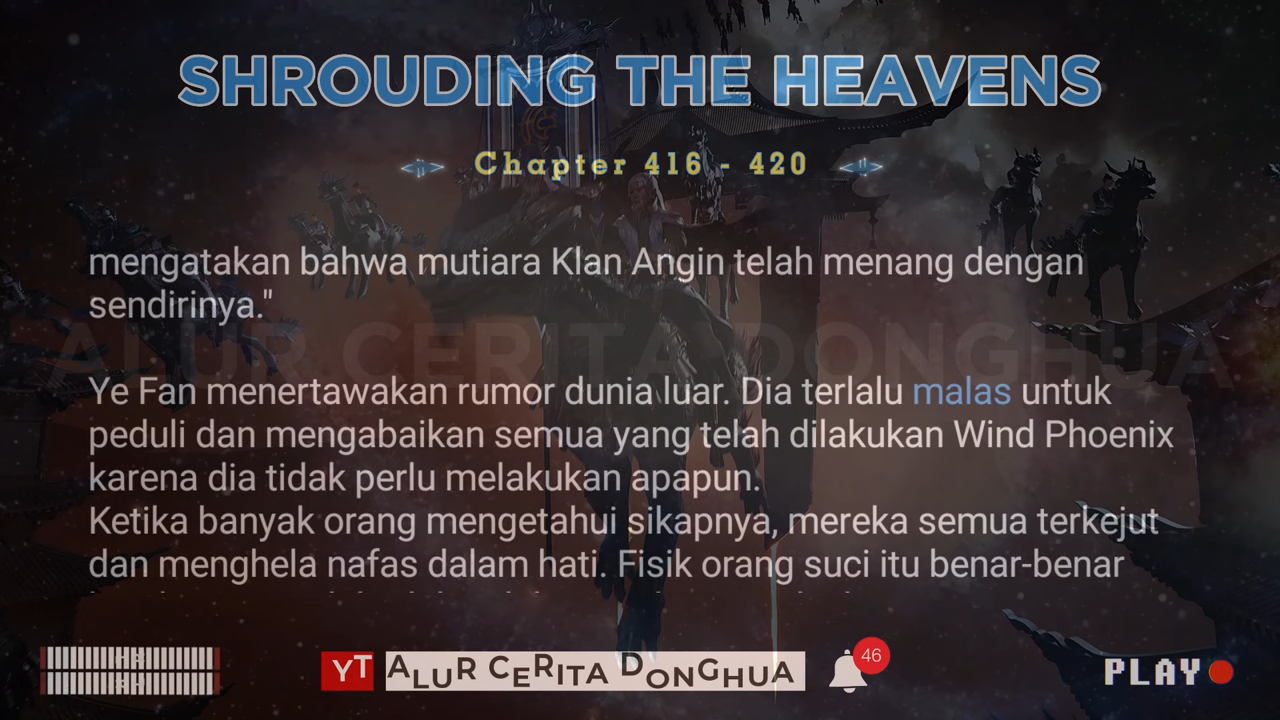 SHROUDING THE HEAVENS
Chapter 416 - 420
mengatakan bahwa mutiara Klan Angin telah menang dengan
sendirinya."
ALUR CERITA DONGHUA
Ye Fan menertawakan rumor dunia luar. Dia terlalu malas untuk
peduli dan mengabaikan semua yang telah dilakukan Wind Phoenix
karena dia tidak perlu melakukan apapun.
Ketika banyak orang mengetahui sikapnya, mereka semua terkejut
dan menghela nafas dalam hati. Fisik orang suci itu benar-benar
YT ALUR CERITA DONGHUA
46
PLAY